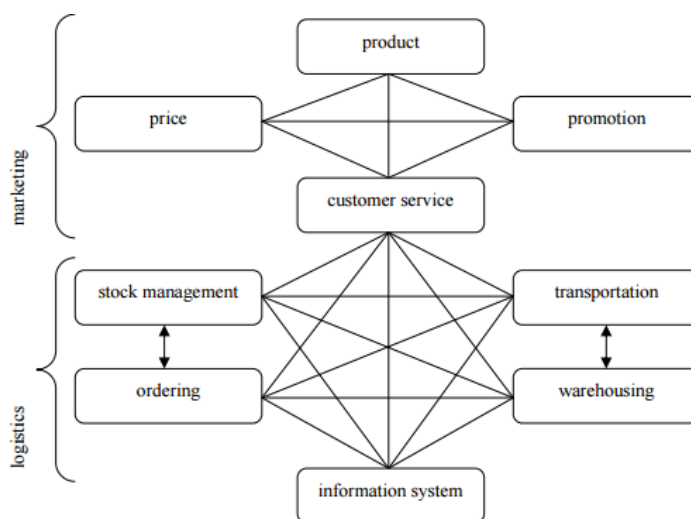 product
price
promotion
marketing
customer service
stock management
transportation
ordering
warehousing
logistics
information system